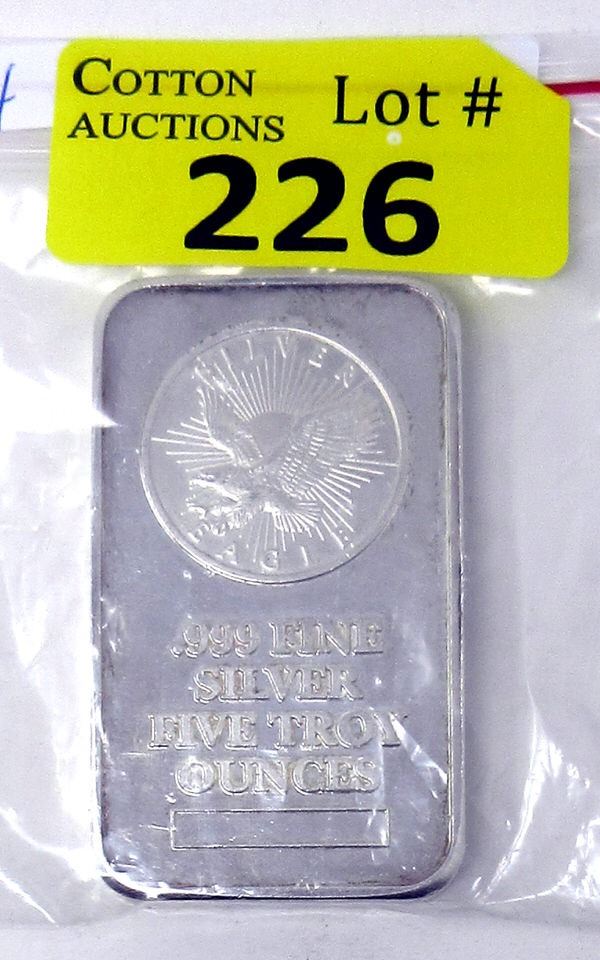 COTTON
AUCTIONS
Lot #
226
SILVER
EAGLE
.999 FINE
SILVER
FIVE TROY
OUNCES